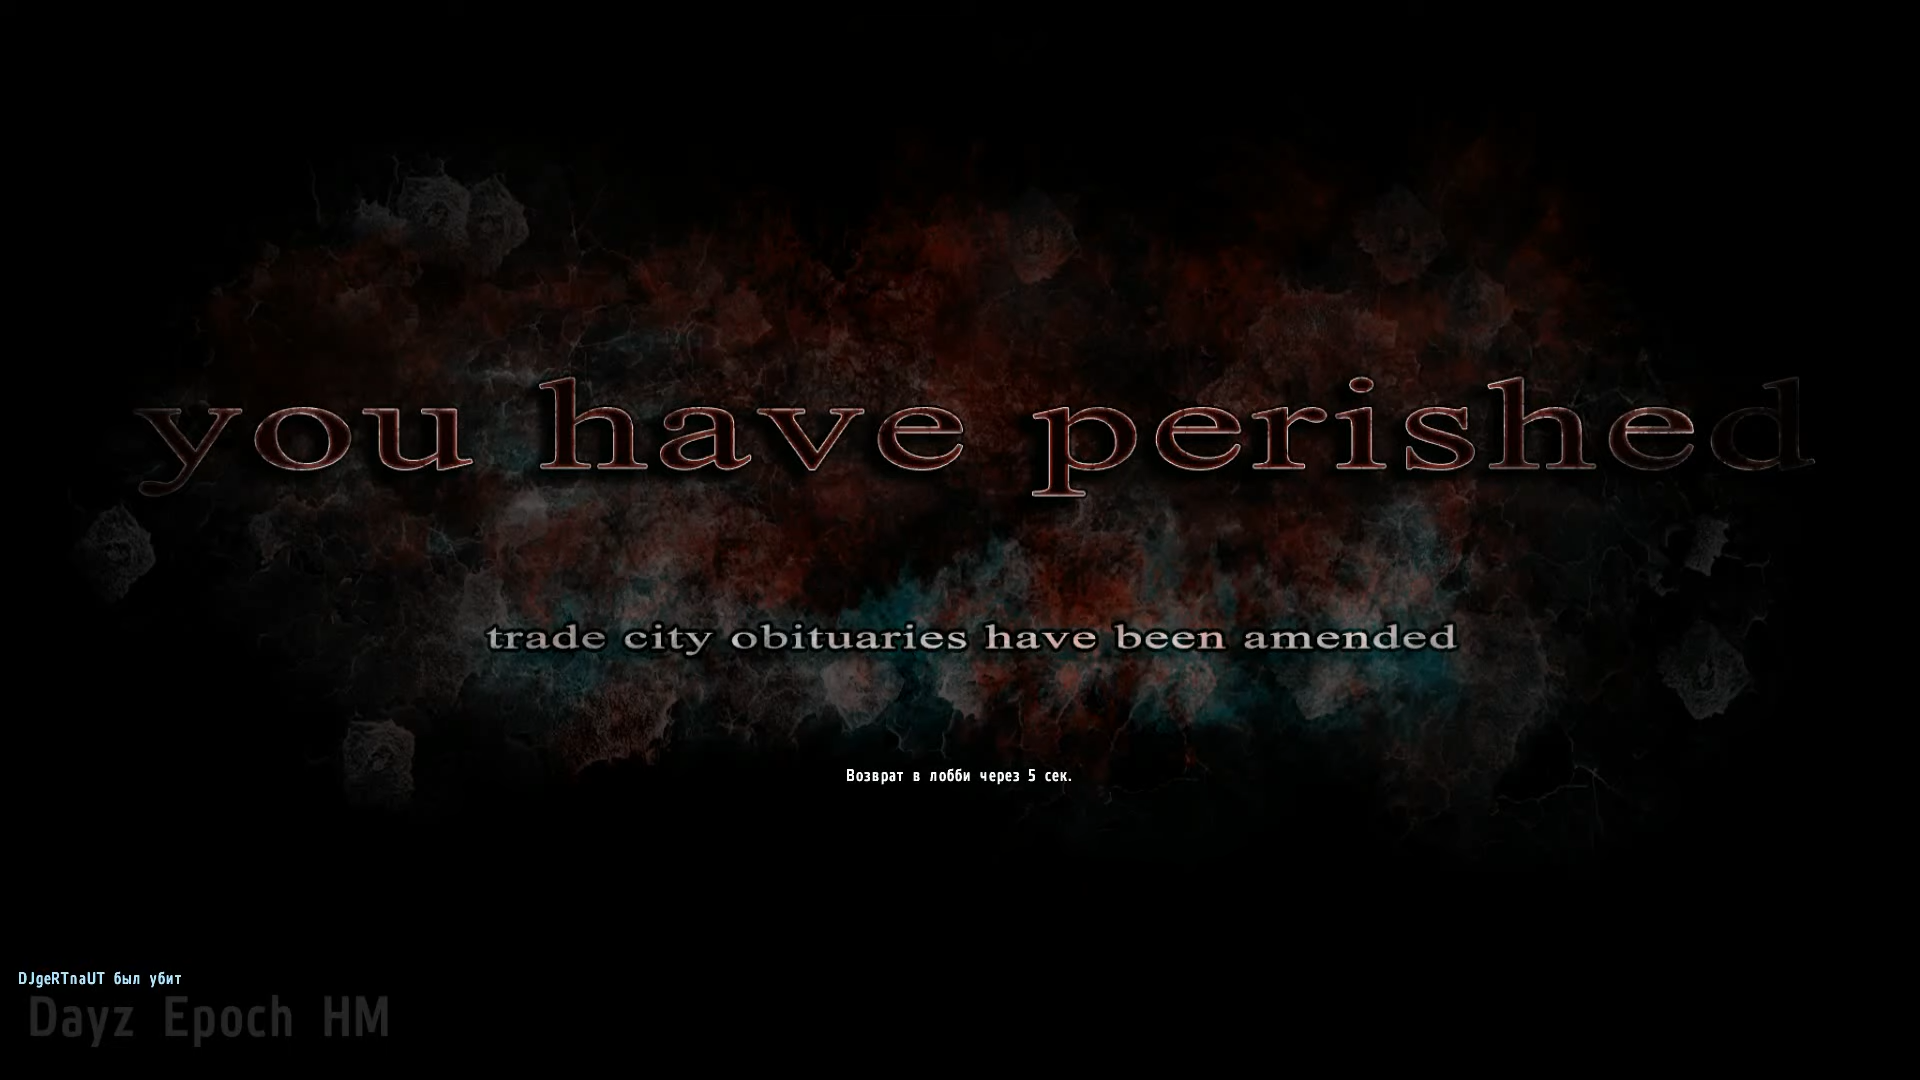 you have perished
trade city obituaries have been amended
Возврат в лобби через 5 сек.
DJgeRTnaUT был убит
Dayz Epoch HM